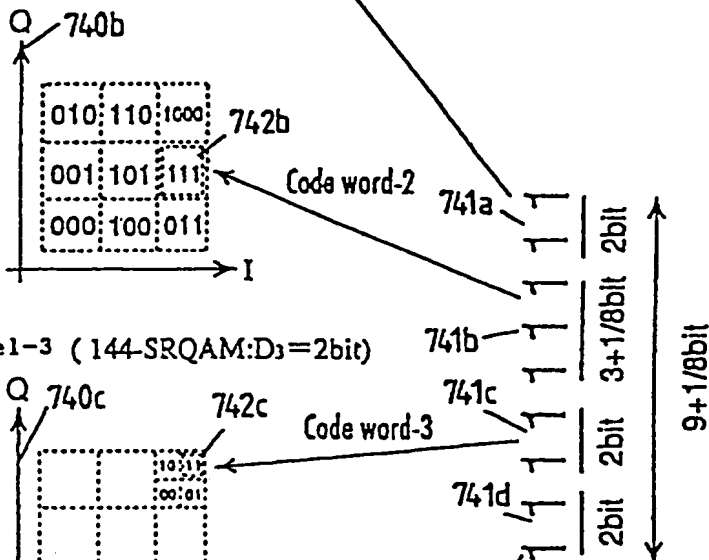 Q 740b
010 110 1000
742b
001 101 111
Code word-2
000 100 011
I
741a
2bit
741b
3+1/8bit
9+1/8bit
el-3 (144-SRQAM:D3=2bit)
Q 740c
742c
741c
Code word-3
10 11
00 01
2bit
741d
2bit